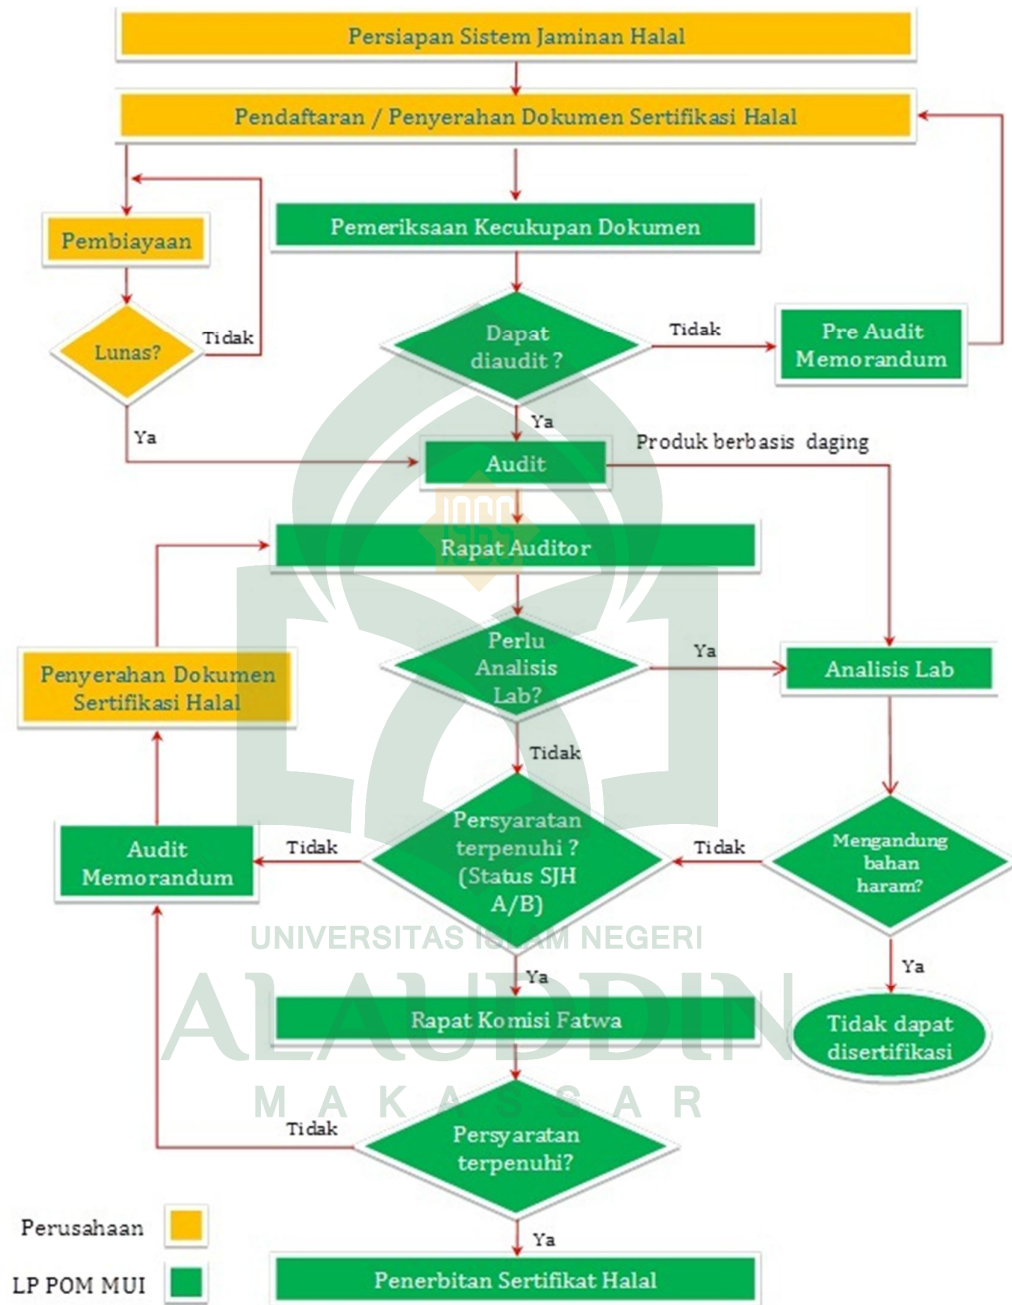 Persiapan Sistem Jaminan Halal
Pendaftaran / Penyerahan Dokumen Sertifikasi Halal
Pembiayaan
Pemeriksaan Kecukupan Dokumen
Lunas?
Tidak
Dapat
diaudit ?
Tidak
Pre Audit
Memorandum
Ya
Ya
Audit
Produk berbasis daging
1965
Rapat Auditor
Penyerahan Dokumen
Sertifikasi Halal
Perlu
Analisis
Lab?
Ya
Analisis Lab
Tidak
Audit
Memorandum
Tidak
Persyaratan
terpenuhi ?
(Status SJH
A/B)
Tidak
Mengandung
bahan
haram?
UNIVERSITAS ISLAM NEGERI
Ya
Ya
ALAUDDIN
Rapat Komisi Fatwa
Tidak dapat
disertifikasi
MAKASSAR
Tidak
Persyaratan
terpenuhi?
Perusahaan
Ya
LP POM MUI
Penerbitan Sertifikat Halal